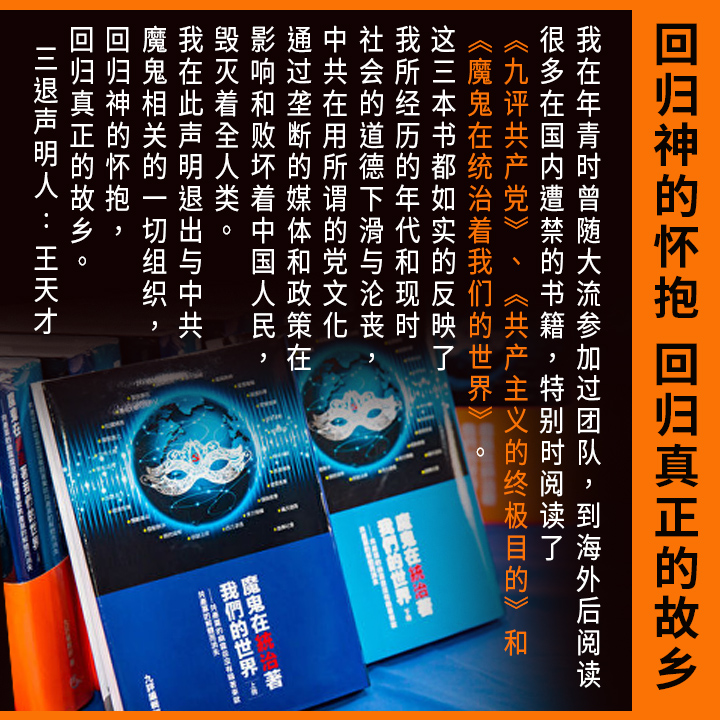 回归神的怀抱 回归真正的故乡
我在年青时曾随大流参加过团队，到海外后阅读
很多在国内遭禁的书籍，特别时阅读了
《九评共产党》、《共产主义的终极目的》和
《魔鬼在统治着我们的世界》。
这三本书都如实的反映了
我所经历的年代和现时
社会的道德下滑与沦丧，
中共在用所谓的党文化
通过垄断的媒体和政策在
影响和败坏着中国人民，
毁灭着全人类。
我在此声明退出与中共
魔鬼相关的一切组织，
回归神的怀抱，
回归真正的故乡。
三退声明人：王天才
魔鬼在統治著
我們的世界
魔鬼在統治著
我們的世界